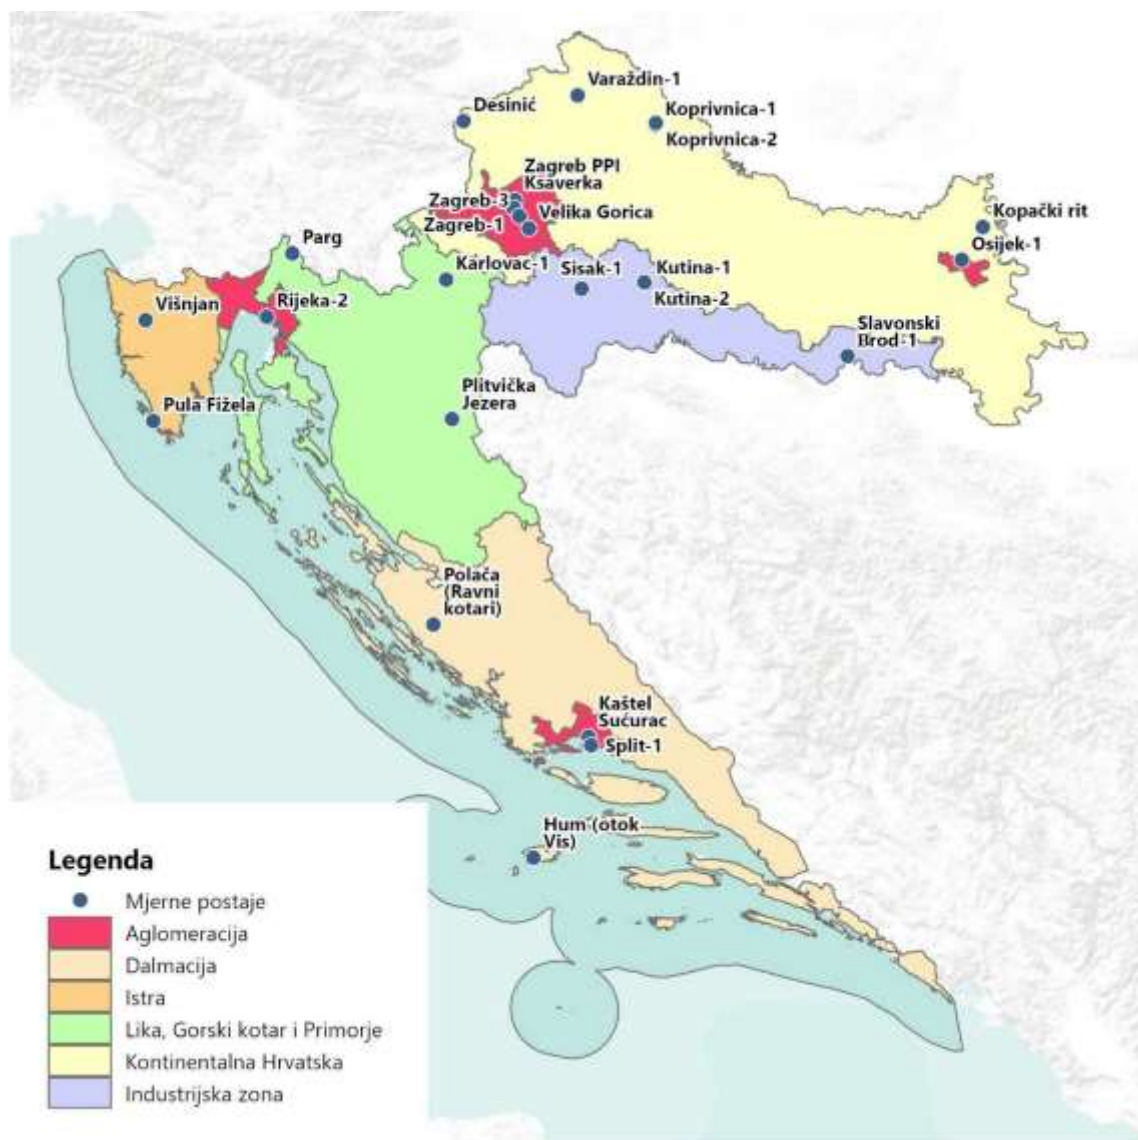 Varaždin-1
Desinić
Koprivnica-1
Koprivnica-2
Zagreb PPI
Ksaverka
Zagreb-3
Velika Gorica
Zagreb-1
Kopački rit
Osijek-1
Parg
Karlovac-1
Sisak-1
Kutina-1
Kutina-2
Višnjan
Rijeka-2
Slavonski
Brod-1
Pula Fižela
Plitvička
Jezera
Polača
(Ravni
kotari)
Kaštel
Sućurac
Split-1
Hum (otok
Vis)
Legenda
Mjerne postaje
Aglomeracija
Dalmacija
Istra
Lika, Gorski kotar i Primorje
Kontinentalna Hrvatska
Industrijska zona